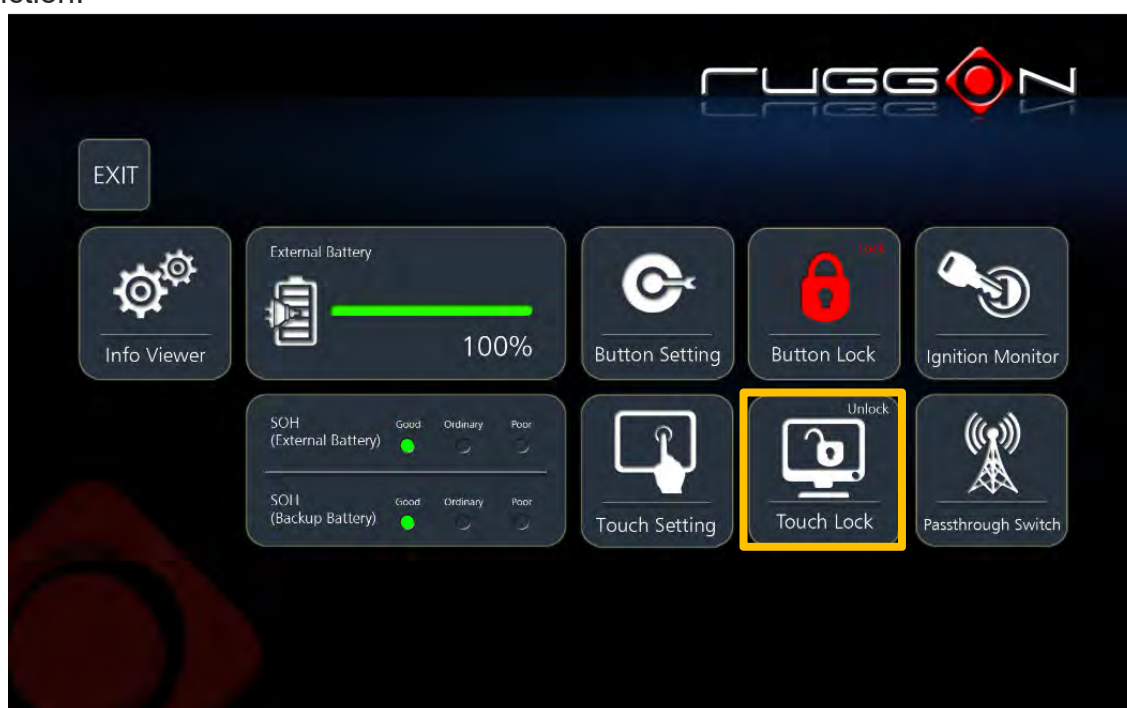 ruggon
EXIT
Info Viewer
External Battery
100%
Button Setting
Lock
Button Lock
Ignition Monitor
SOH
(External Battery)
Good Ordinary Poor
SOH
(Backup Battery)
Good Ordinary Poor
Touch Setting
Unlock
Touch Lock
Passthrough Switch